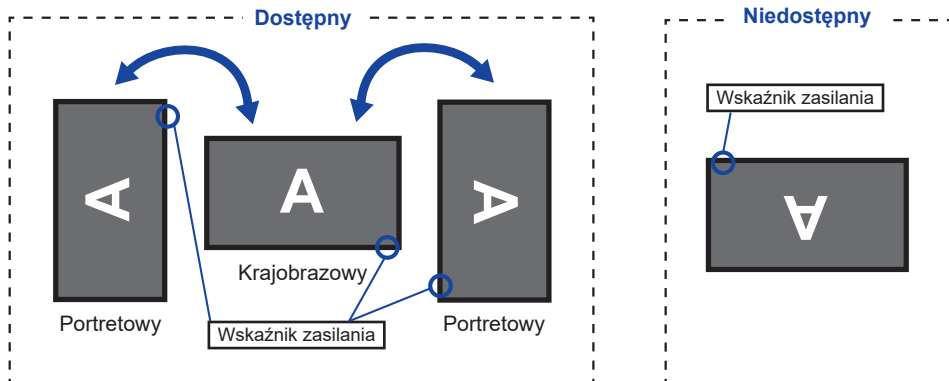 Dostępny
A
A
A
Krajobrazowy
Portretowy
Wskaźnik zasilania
Portretowy
Niedostępny
Wskaźnik zasilania
A